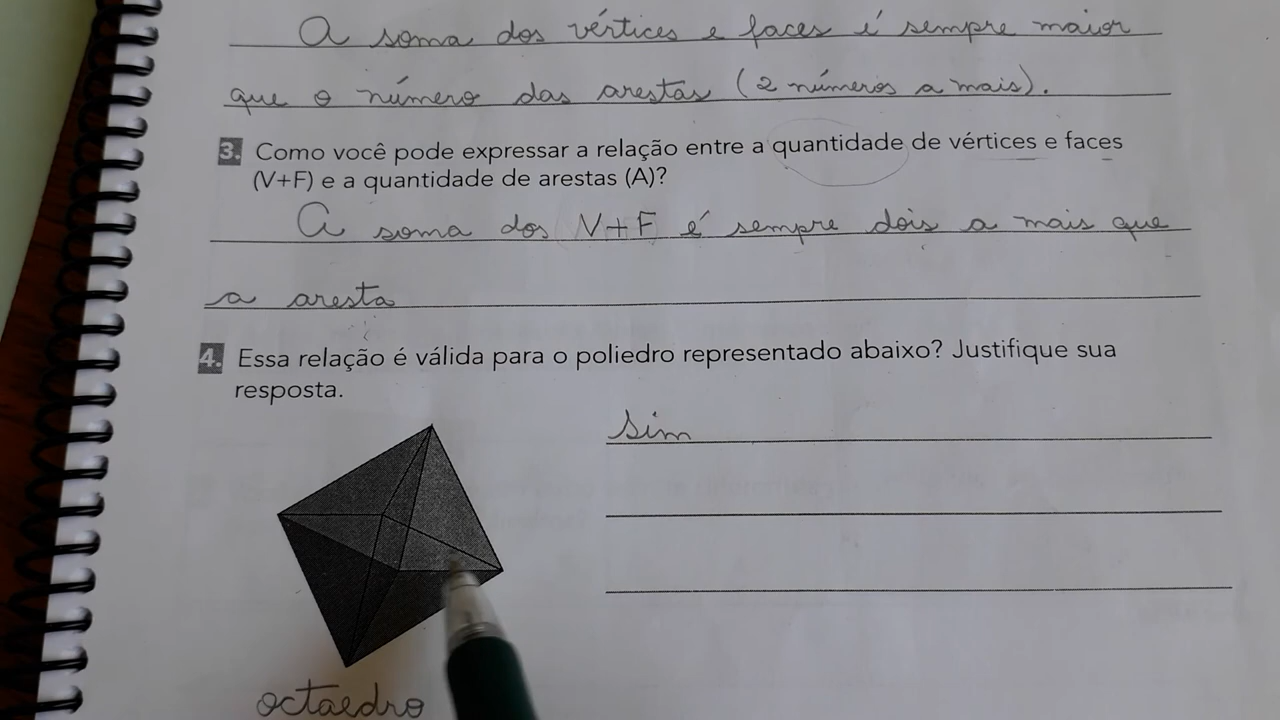 A soma dos vértices e faces é sempre maior
que o número das arestas (2 números a mais).
3. Como você pode expressar a relação entre a quantidade de vértices e faces
(V+F) e a quantidade de arestas (A)?
A soma dos V+F é sempre dois a mais que
a aresta
4. Essa relação é válida para o poliedro representado abaixo? Justifique sua
resposta.
sim
octaedro